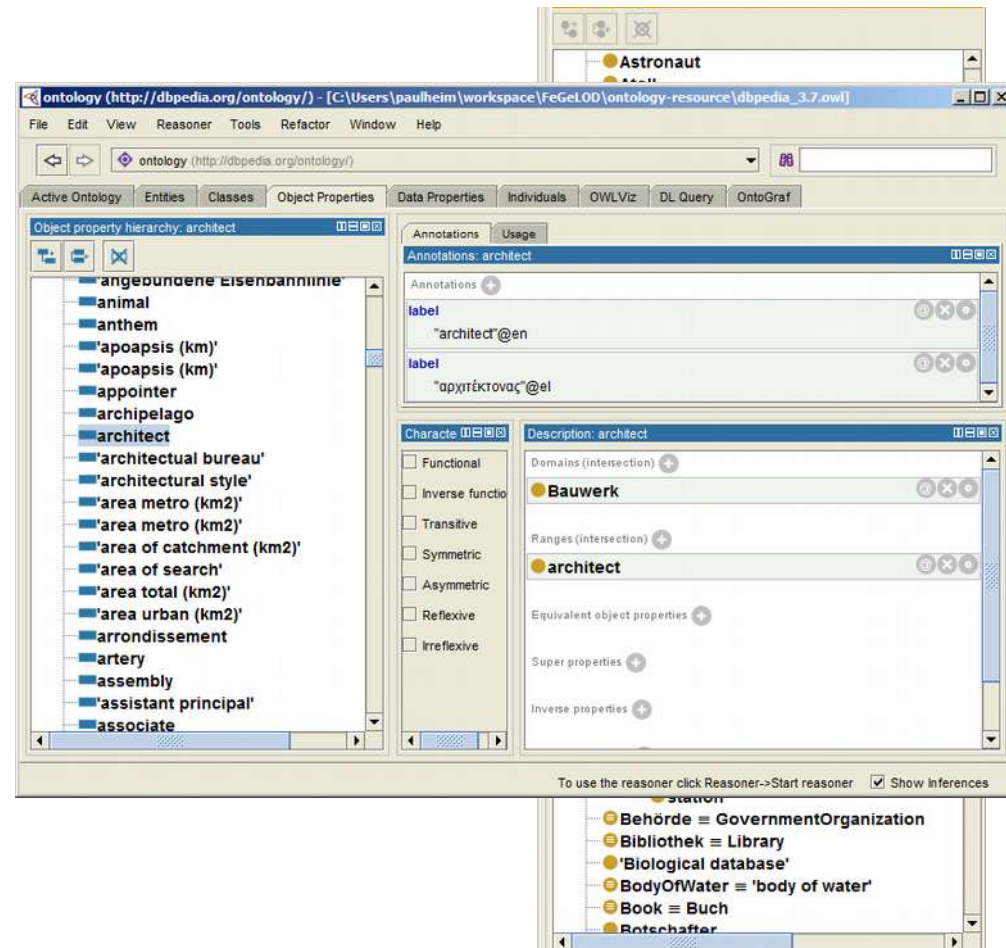 Astronaut
ontology (http://dbpedia.org/ontology/) - [C:\Users\paulheim\workspace\FeGeLOD\ontology-resource\dbpedia_3.7.owl]
File Edit View Reasoner Tools Refactor Window Help
ontology (http://dbpedia.org/ontology/)
Active Ontology Entities Classes Object Properties Data Properties Individuals OWLViz DL Query OntoGraf
Object property hierarchy: architect
'angebundene Eisenbahnlinie'
animal
anthem
'apoapsis (km)'
'apoapsis (km)'
appointer
archipelago
architect
'architectual bureau'
'architectural style'
'area metro (km2)'
'area metro (km2)'
'area of catchment (km2)'
'area of search'
'area total (km2)'
'area urban (km2)'
arrondissement
artery
assembly
'assistant principal'
associate
Annotations Usage
Annotations: architect
Annotations
label
"architect"@en
label
"αρχιτέκτονας"@el
Characte
Functional
Inverse functio
Transitive
Symmetric
Asymmetric
Reflexive
Irreflexive
Description: architect
Domains (intersection)
Bauwerk
Ranges (intersection)
architect
Equivalent object properties
Super properties
Inverse properties
To use the reasoner click Reasoner->Start reasoner Show Inferences
station
Behörde ≡ GovernmentOrganization
Bibliothek ≡ Library
'Biological database'
BodyOfWater ≡ 'body of water'
Book ≡ Buch
Botschafter